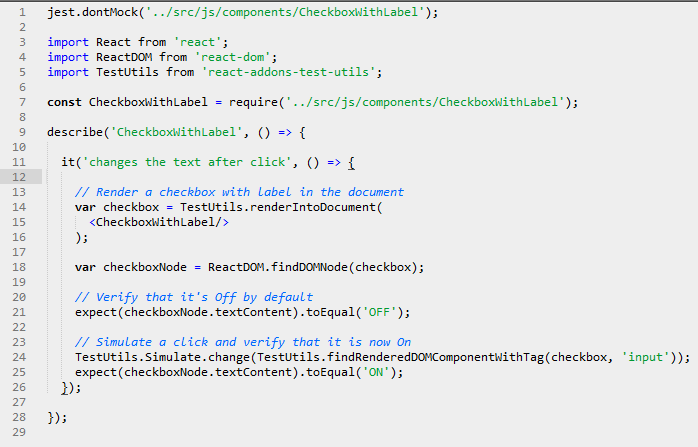 1 jest.dontMock('../src/js/components/CheckboxWithLabel');
2
3 import React from 'react';
4 import ReactDOM from 'react-dom';
5 import TestUtils from 'react-addons-test-utils';
6
7 const CheckboxWithLabel = require('../src/js/components/CheckboxWithLabel');
8
9 describe('CheckboxWithLabel', () => {
10
11   it('changes the text after click', () => {
12
13     // Render a checkbox with label in the document
14     var checkbox = TestUtils.renderIntoDocument(
15       <CheckboxWithLabel/>
16     );
17
18     var checkboxNode = ReactDOM.findDOMNode(checkbox);
19
20     // Verify that it's Off by default
21     expect(checkboxNode.textContent).toEqual('OFF');
22
23     // Simulate a click and verify that it is now On
24     TestUtils.Simulate.change(TestUtils.findRenderedDOMComponentWithTag(checkbox, 'input'));
25     expect(checkboxNode.textContent).toEqual('ON');
26   });
27
28 });
29